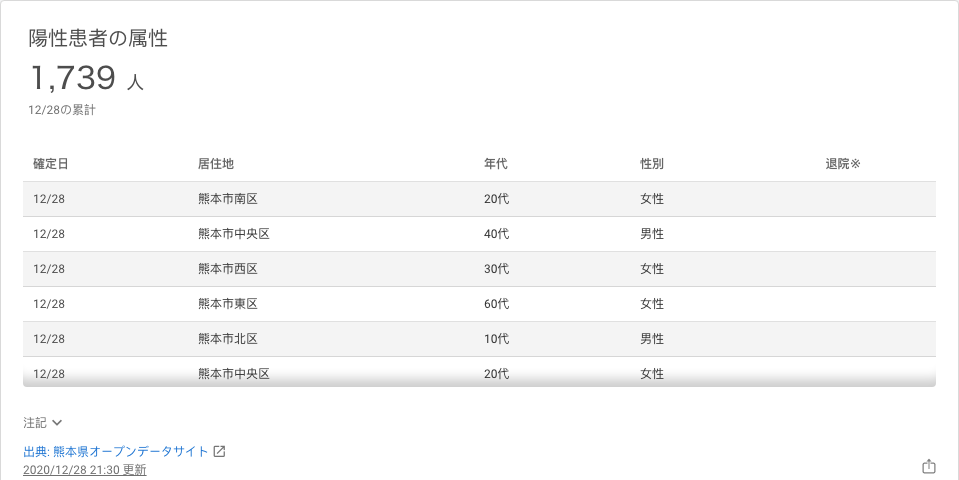 陽性患者の属性
1,739 人
12/28の累計
確定日 居住地 年代 性別 退院※
12/28 熊本市南区 20代 女性
12/28 熊本市中央区 40代 男性
12/28 熊本市西区 30代 女性
12/28 熊本市東区 60代 女性
12/28 熊本市北区 10代 男性
12/28 熊本市中央区 20代 女性
注記
出典: 熊本県オープンデータサイト
2020/12/28 21:30 更新